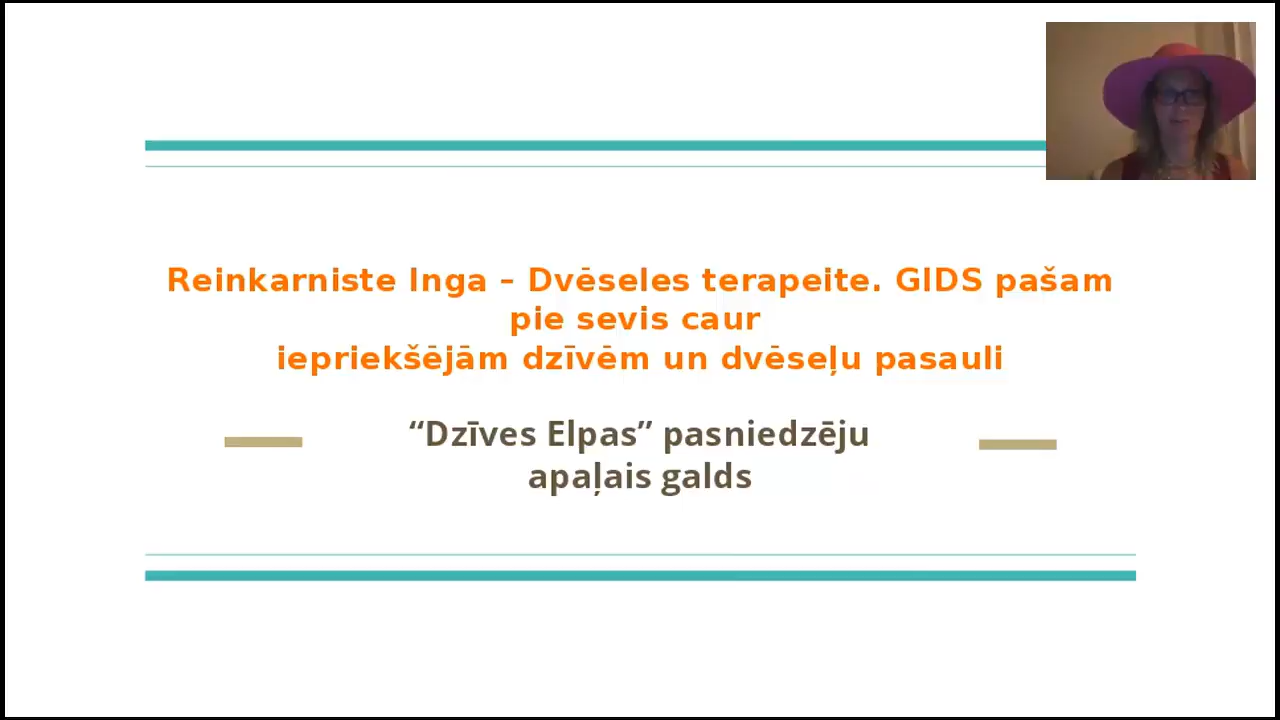 Reinkarniste Inga – Dvēseles terapeite. GIDS pašam
pie sevis caur
iepriekšējām dzīvēm un dvēseļu pasauli
“Dzīves Elpas” pasniedzēju
apaļais galds